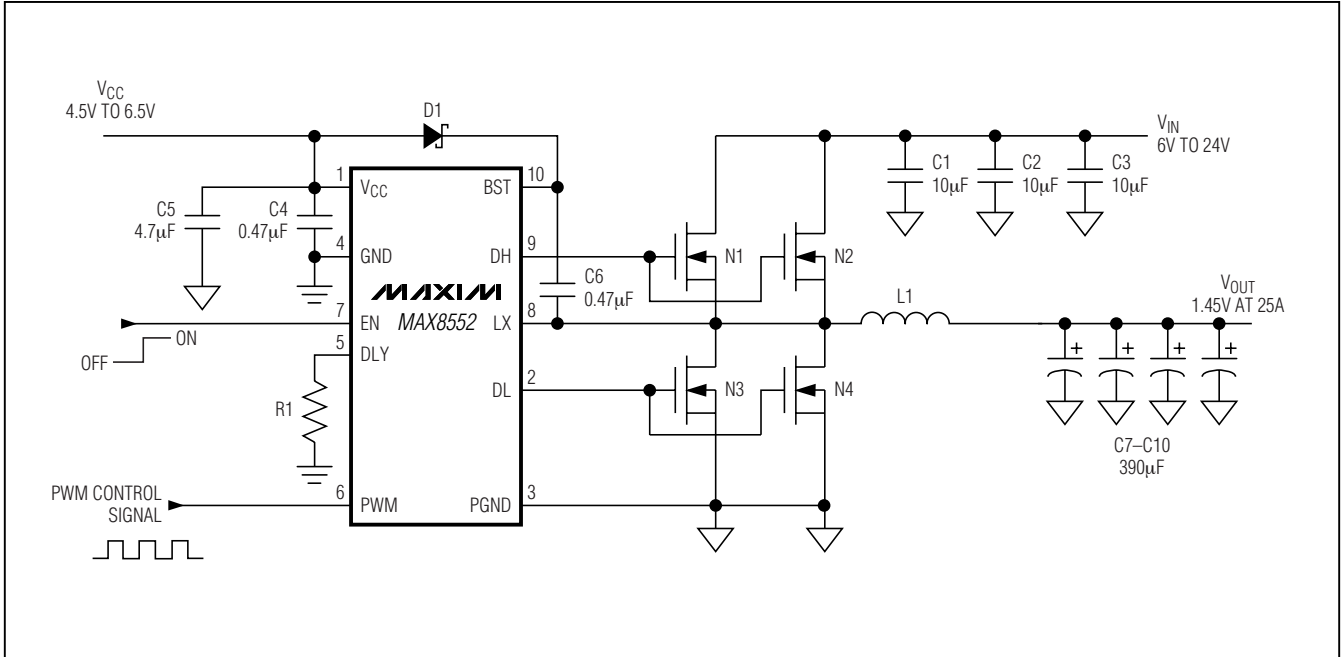 VCC
4.5V TO 6.5V
D1
VIN
6V TO 24V
C1
10μF
C2
10μF
C3
10μF
1
VCC
BST
10
C5
4.7μF
C4
0.47μF
4
GND
DH
9
N1
N2
C6
0.47μF
MAXIM
MAX8552
7
EN
LX
8
L1
VOUT
1.45V AT 25A
OFF
ON
5
DLY
DL
2
N3
N4
+
+
+
+
R1
C7–C10
390μF
PWM CONTROL
SIGNAL
6
PWM
PGND
3